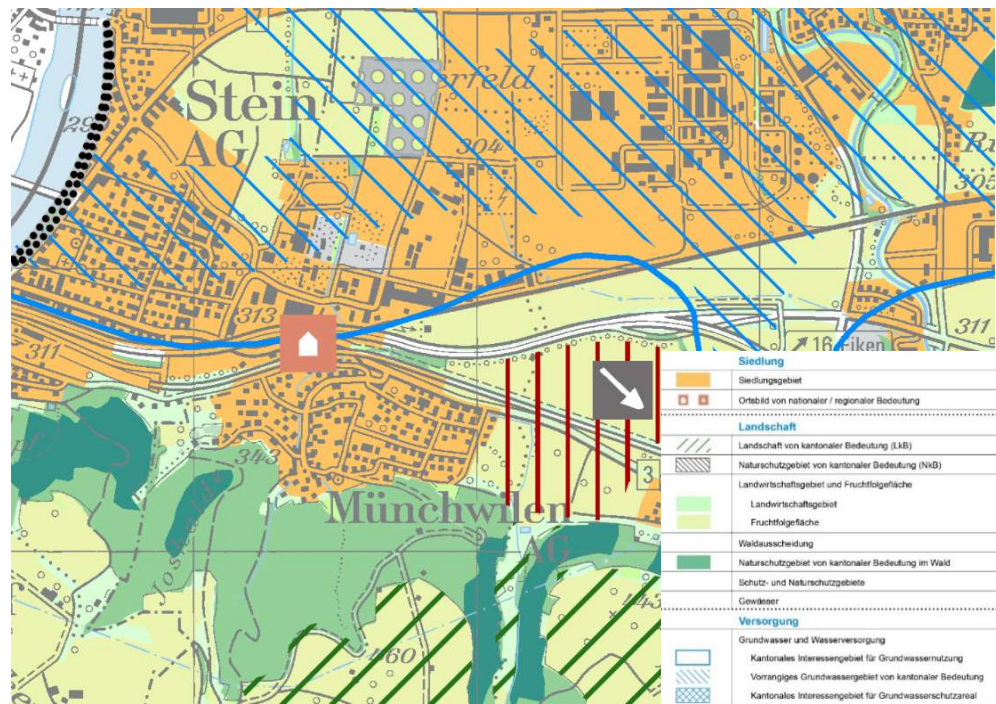 29
Stein
AG
erfeld
304
Ru
305
313
311
311
16 Eiken
343
3
Münchwilen
AG
443
460
Siedlung
Siedlungsgebiet
Ortsbild von nationaler / regionaler Bedeutung
Landschaft
Landschaft von kantonaler Bedeutung (LkB)
Naturschutzgebiet von kantonaler Bedeutung (NkB)
Landwirtschaftsgebiet und Fruchtfolgefläche
Landwirtschaftsgebiet
Fruchtfolgefläche
Waldausscheidung
Naturschutzgebiet von kantonaler Bedeutung im Wald
Schutz- und Naturschutzgebiete
Gewässer
Versorgung
Grundwasser und Wasserversorgung
Kantonales Interessengebiet für Grundwassernutzung
Vorrangiges Grundwassergebiet von kantonaler Bedeutung
Kantonales Interessengebiet für Grundwasserschutzareal